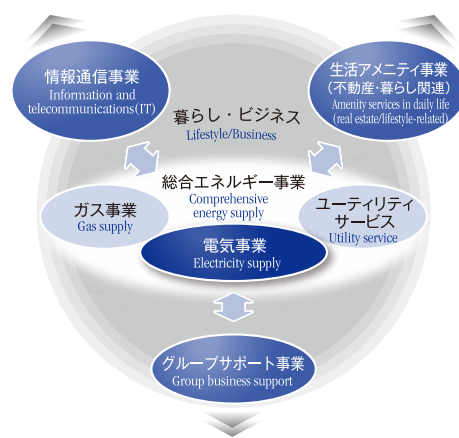 情報通信事業
Information and
telecommunications(IT)
生活アメニティ事業
(不動産・暮らし関連)
Amenity services in daily life
(real estate/lifestyle-related)
暮らし・ビジネス
Lifestyle/Business
総合エネルギー事業
Comprehensive
energy supply
ガス事業
Gas supply
ユーティリティ
サービス
Utility service
電気事業
Electricity supply
グループサポート事業
Group business support